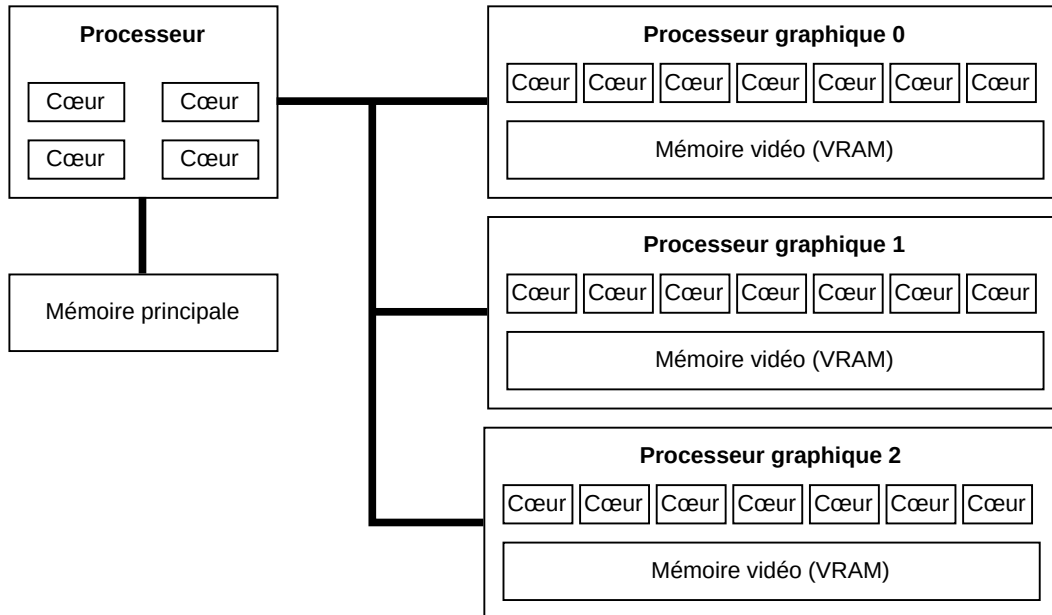 Processeur
Cœur Cœur
Cœur Cœur
Mémoire principale
Processeur graphique 0
Cœur Cœur Cœur Cœur Cœur Cœur Cœur
Mémoire vidéo (VRAM)
Processeur graphique 1
Cœur Cœur Cœur Cœur Cœur Cœur Cœur
Mémoire vidéo (VRAM)
Processeur graphique 2
Cœur Cœur Cœur Cœur Cœur Cœur Cœur
Mémoire vidéo (VRAM)